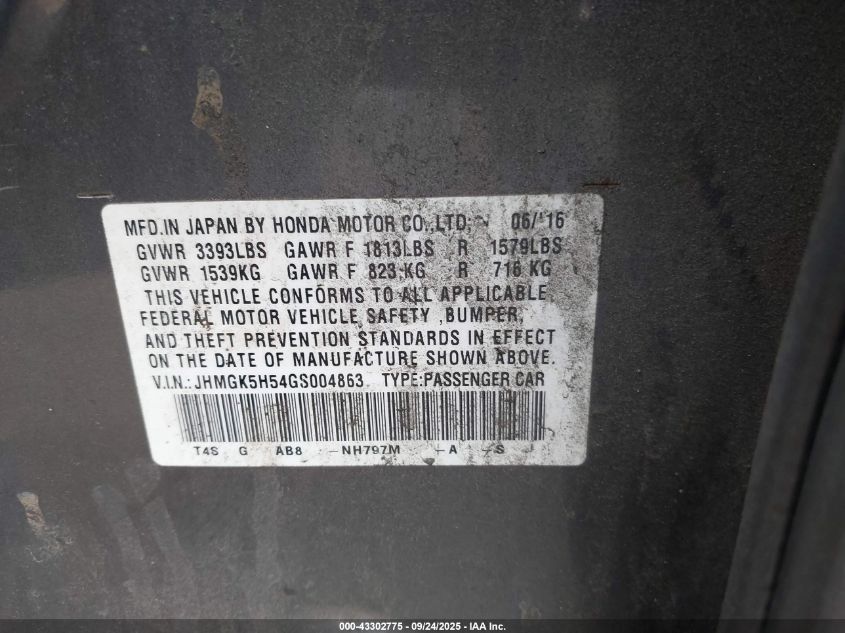 MFD.IN JAPAN BY HONDA MOTOR CO.,LTD. 06/'16
GVWR 3393LBS GAWR F 1813LBS R 1579LBS
GVWR 1539KG GAWR F 823 KG R 716 KG
THIS VEHICLE CONFORMS TO ALL APPLICABLE
FEDERAL MOTOR VEHICLE SAFETY ,BUMPER,
AND THEFT PREVENTION STANDARDS IN EFFECT
ON THE DATE OF MANUFACTURE SHOWN ABOVE.
V.I.N.:JHMGK5H54GS004863 TYPE:PASSENGER CAR
T4S G AB8 -NH797M -A -S
000-43302775 - 09/24/2025 - IAA Inc.